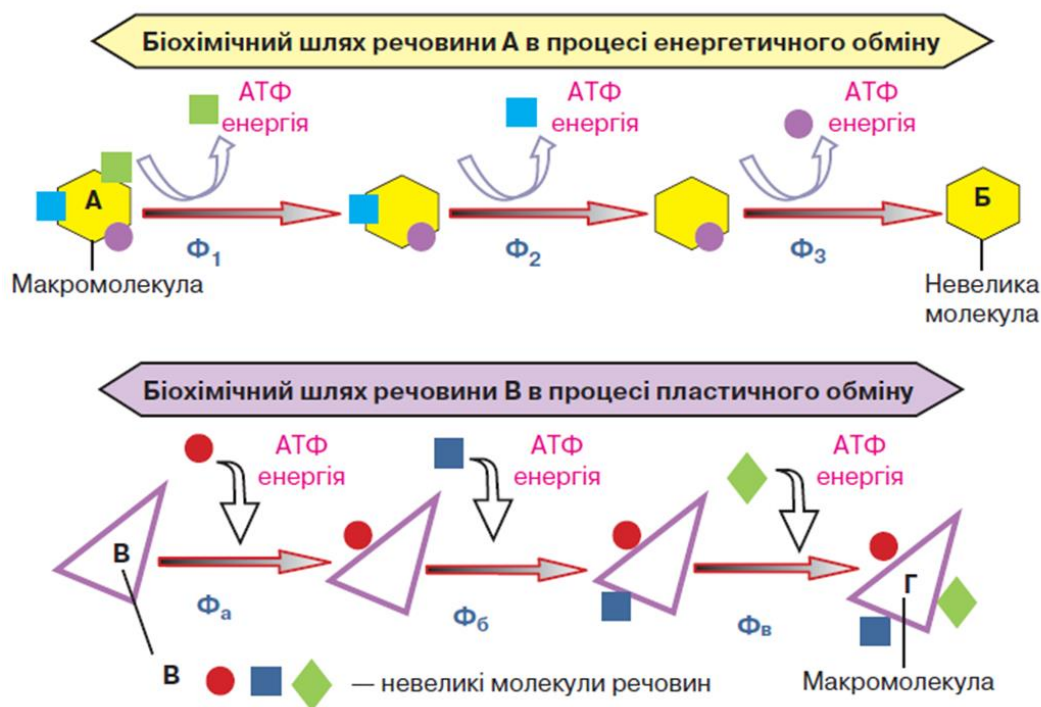 Біохімічний шлях речовини А в процесі енергетичного обміну
АТФ
енергія
АТФ
енергія
АТФ
енергія
А
Б
Ф1
Ф2
Ф3
Макромолекула
Невелика
молекула
Біохімічний шлях речовини В в процесі пластичного обміну
АТФ
енергія
АТФ
енергія
АТФ
енергія
В
Г
Фа
Фб
Фв
В
— невеликі молекули речовин
Макромолекула